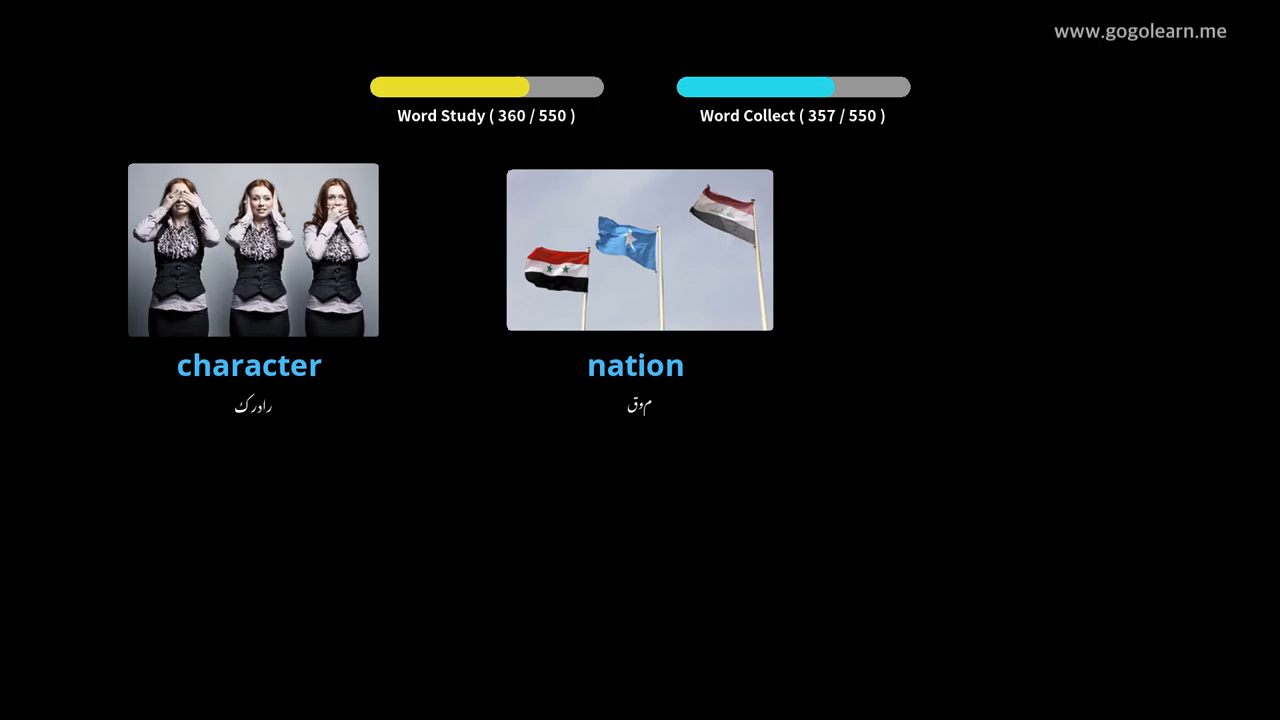 www.gogolearn.me
Word Study ( 360 / 550 )
Word Collect ( 357 / 550 )
character
رادرک
nation
موق